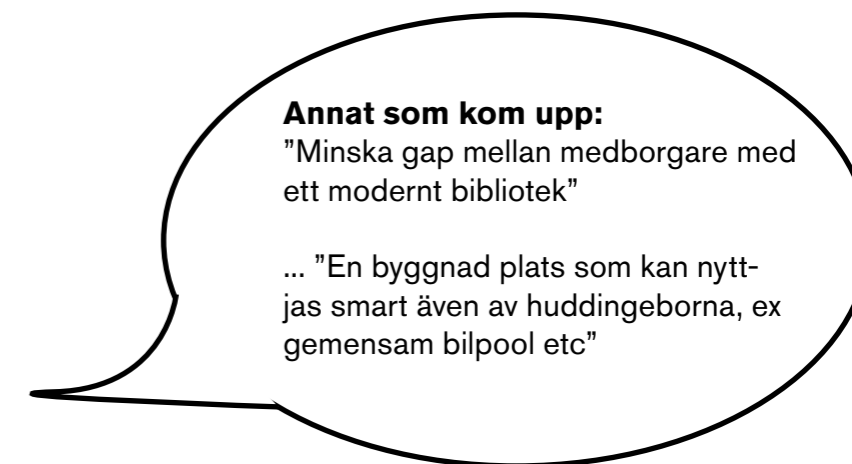 Annat som kom upp:
”Minska gap mellan medborgare med
ett modernt bibliotek”
... ”En byggnad plats som kan nytt-
jas smart även av huddingeborna, ex
gemensam bilpool etc”